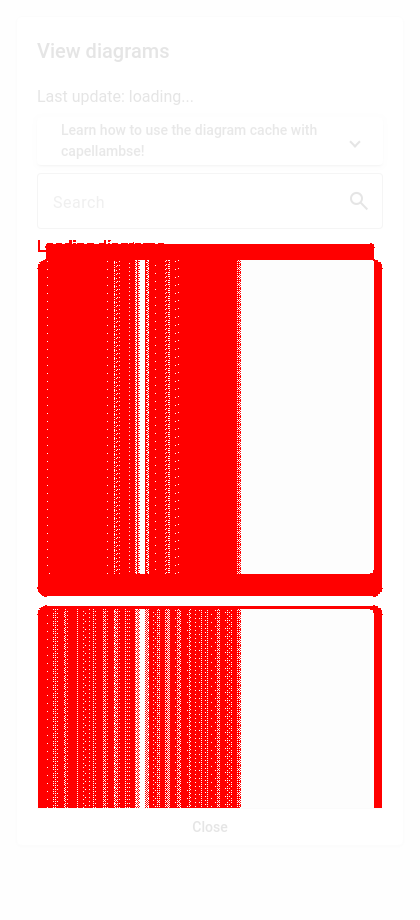 View diagrams
Last update: loading...
Learn how to use the diagram cache with
capellambse!
Search
Loading diagrams
Close